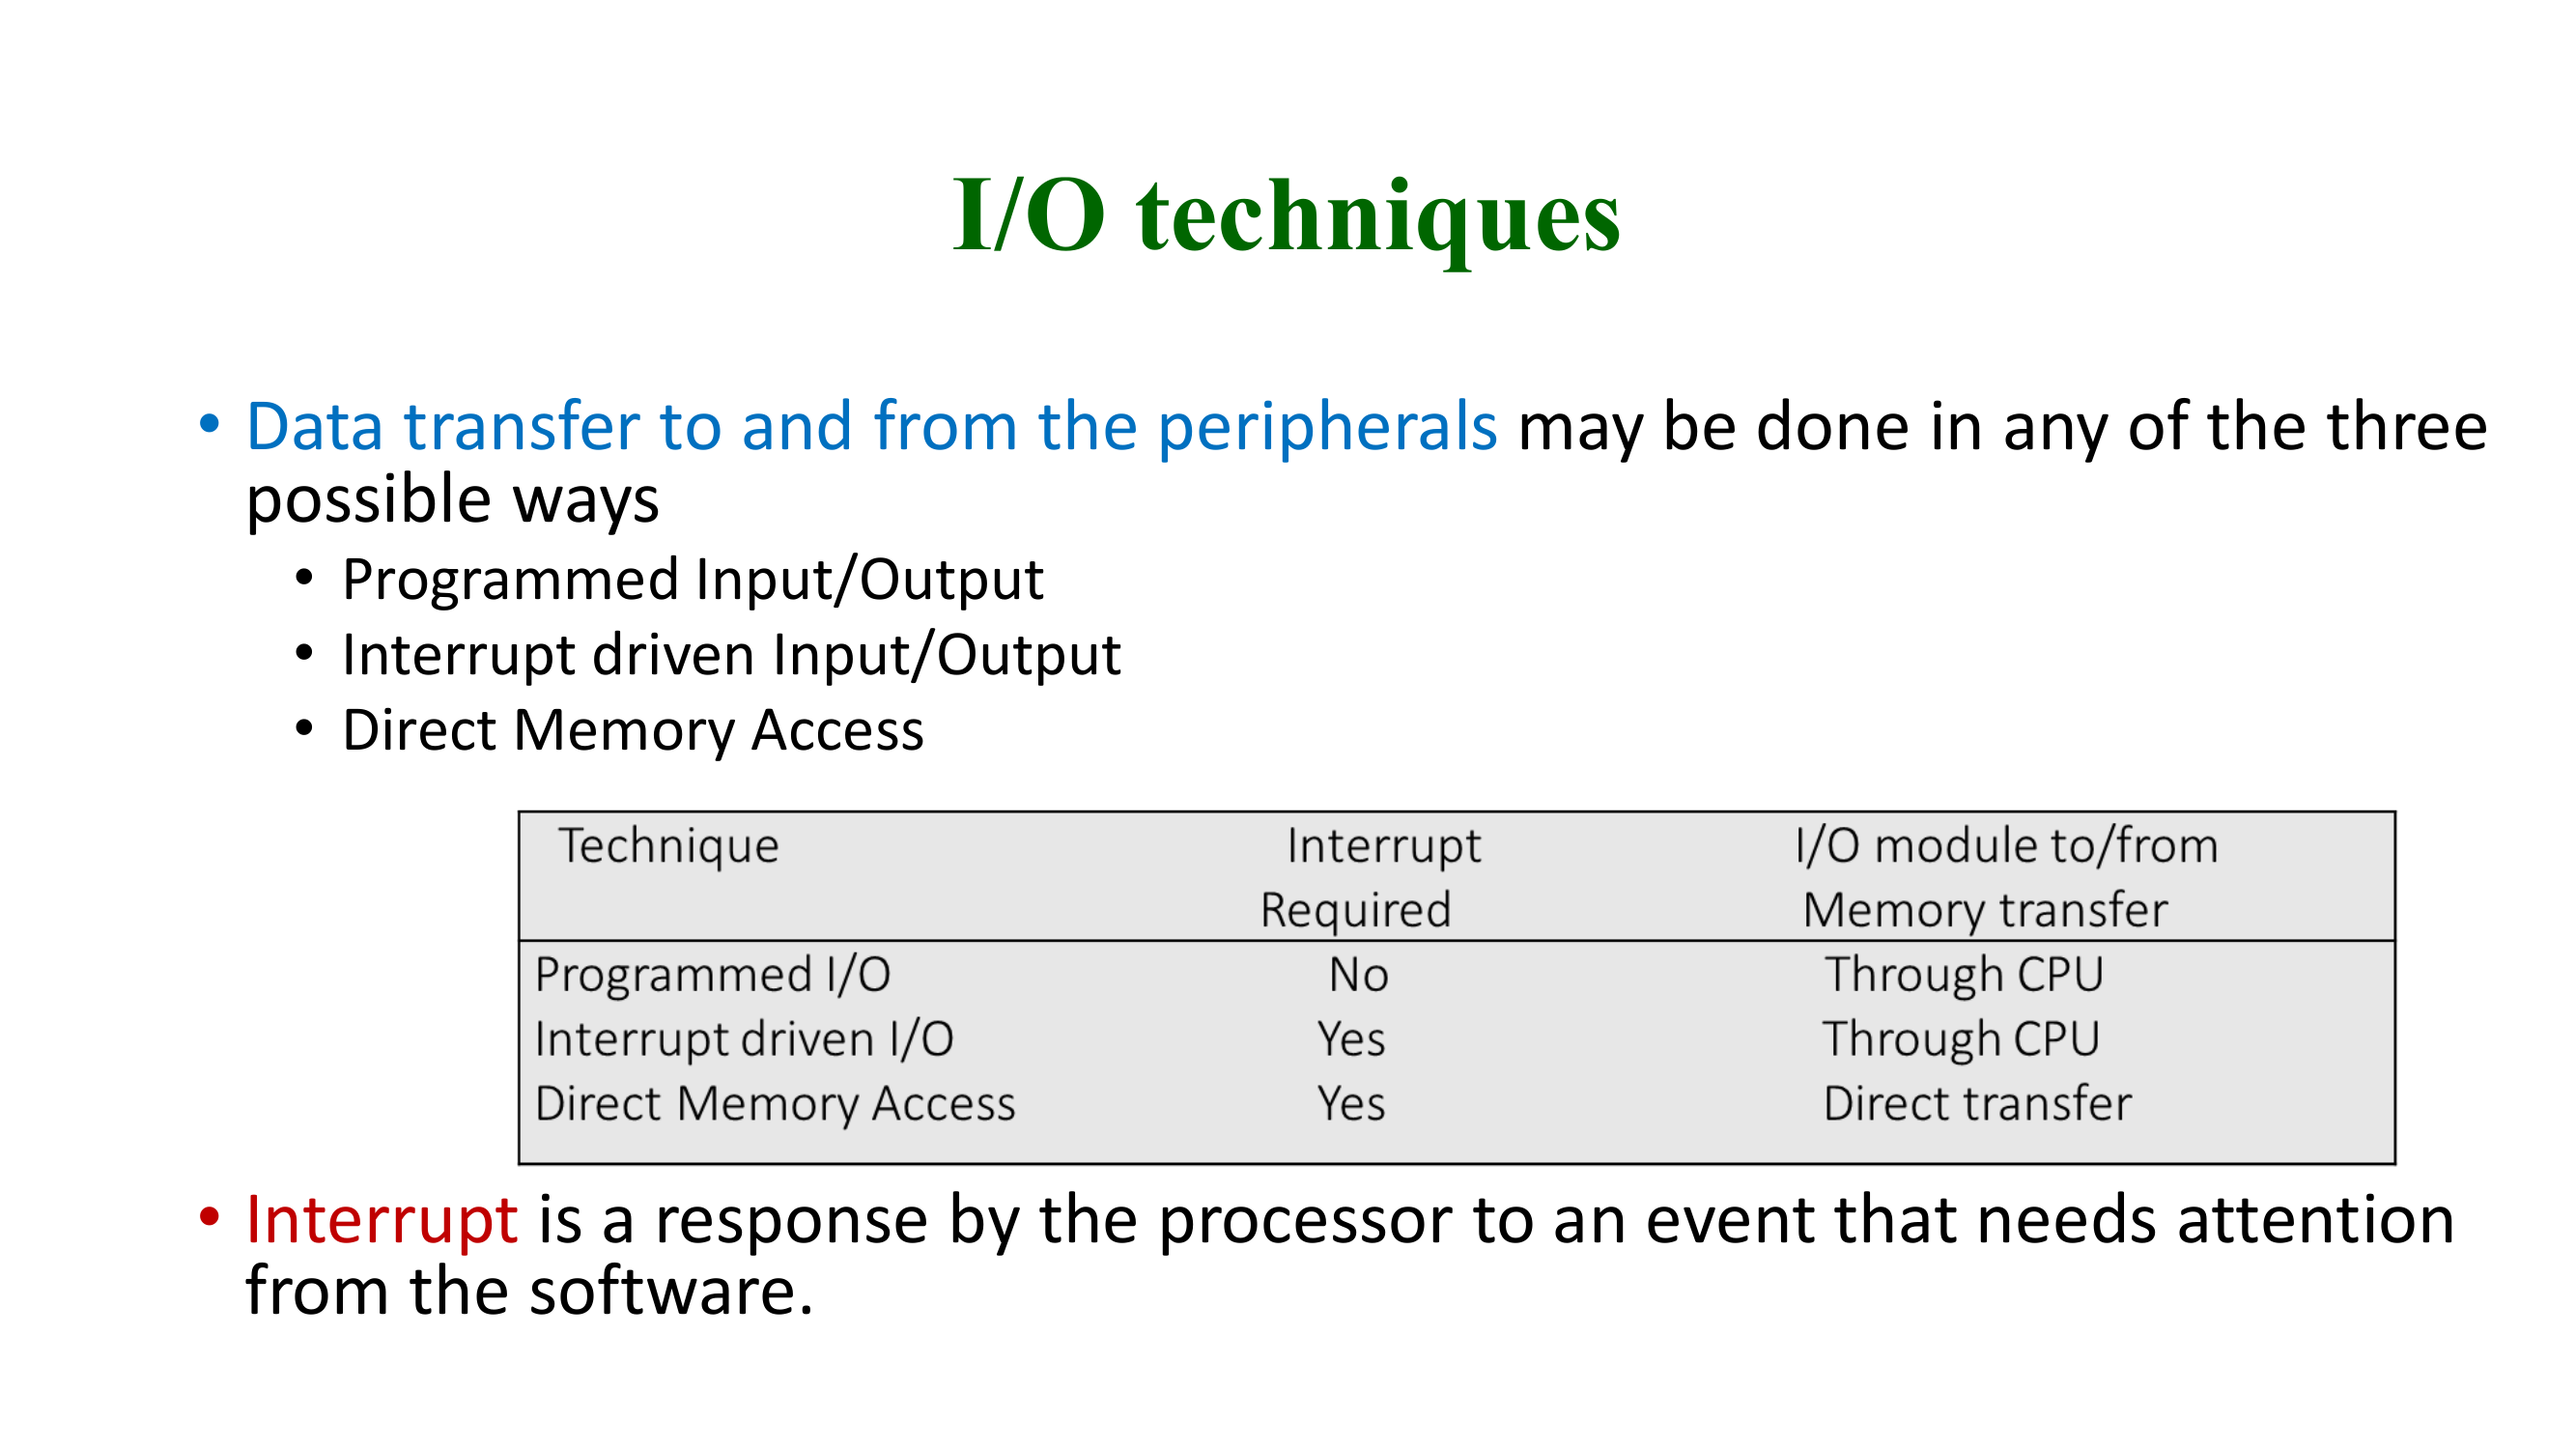 I/O techniques
• Data transfer to and from the peripherals may be done in any of the three
possible ways
• Programmed Input/Output
• Interrupt driven Input/Output
• Direct Memory Access
Technique Interrupt I/O module to/from
Required Memory transfer
Programmed I/O No Through CPU
Interrupt driven I/O Yes Through CPU
Direct Memory Access Yes Direct transfer
• Interrupt is a response by the processor to an event that needs attention
from the software.